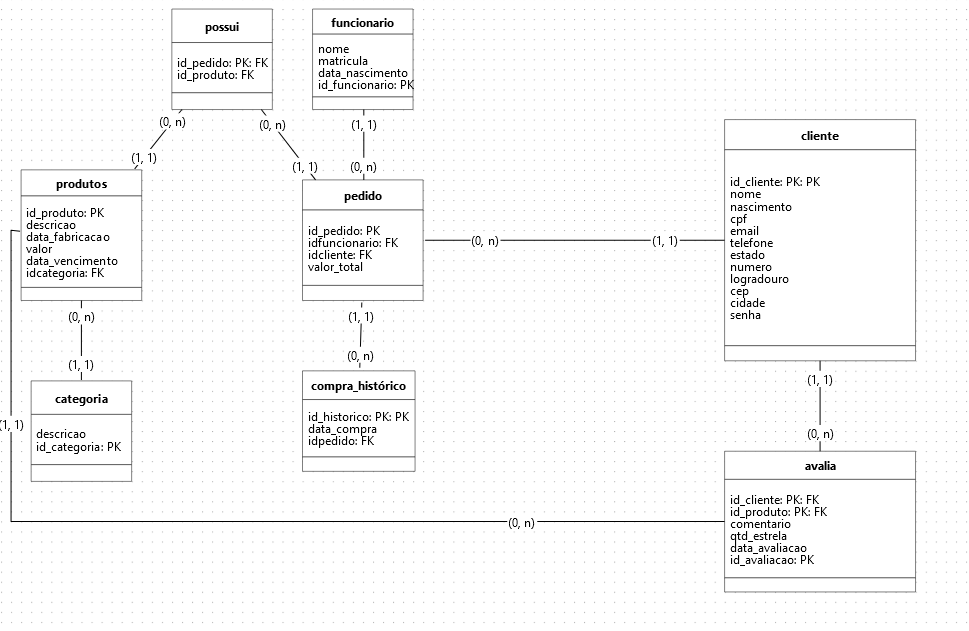 possui
id_pedido: PK: FK
id_produto: FK
funcionario
nome
matricula
data_nascimento
id_funcionario: PK
(0, n)
(0, n)
(1, 1)
(1, 1)
(1, 1)
(0, n)
cliente
id_cliente: PK: PK
nome
nascimento
cpf
email
telefone
estado
numero
logradouro
cep
cidade
senha
produtos
id_produto: PK
descricao
data_fabricacao
valor
data_vencimento
idcategoria: FK
pedido
id_pedido: PK
idfuncionario: FK
idcliente: FK
valor_total
(0, n)
(1, 1)
(0, n)
(1, 1)
(1, 1)
(0, n)
categoria
descricao
id_categoria: PK
compra_histórico
id_historico: PK: PK
data_compra
idpedido: FK
(1, 1)
(0, n)
(1, 1)
avalia
id_cliente: PK: FK
id_produto: PK: FK
comentario
qtd_estrela
data_avaliacao
id_avaliacao: PK
(0, n)